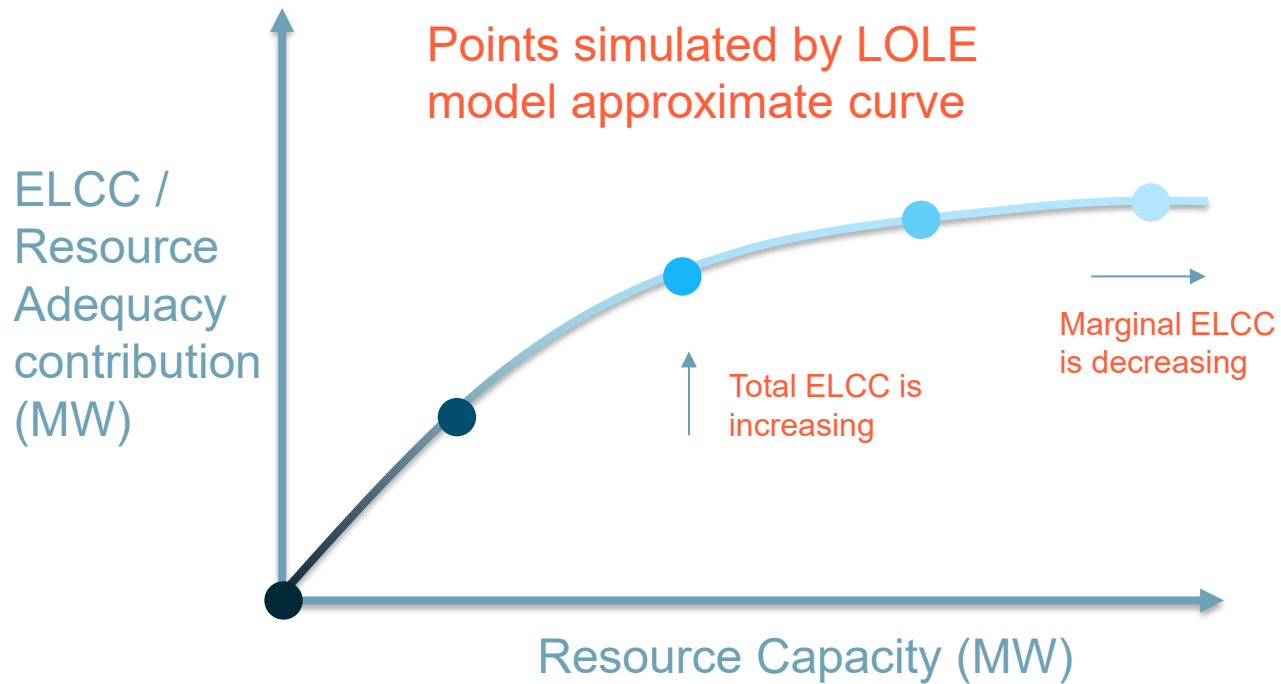 Points simulated by LOLE
model approximate curve
ELCC /
Resource
Adequacy
contribution
(MW)
Marginal ELCC
is decreasing
Total ELCC is
increasing
Resource Capacity (MW)